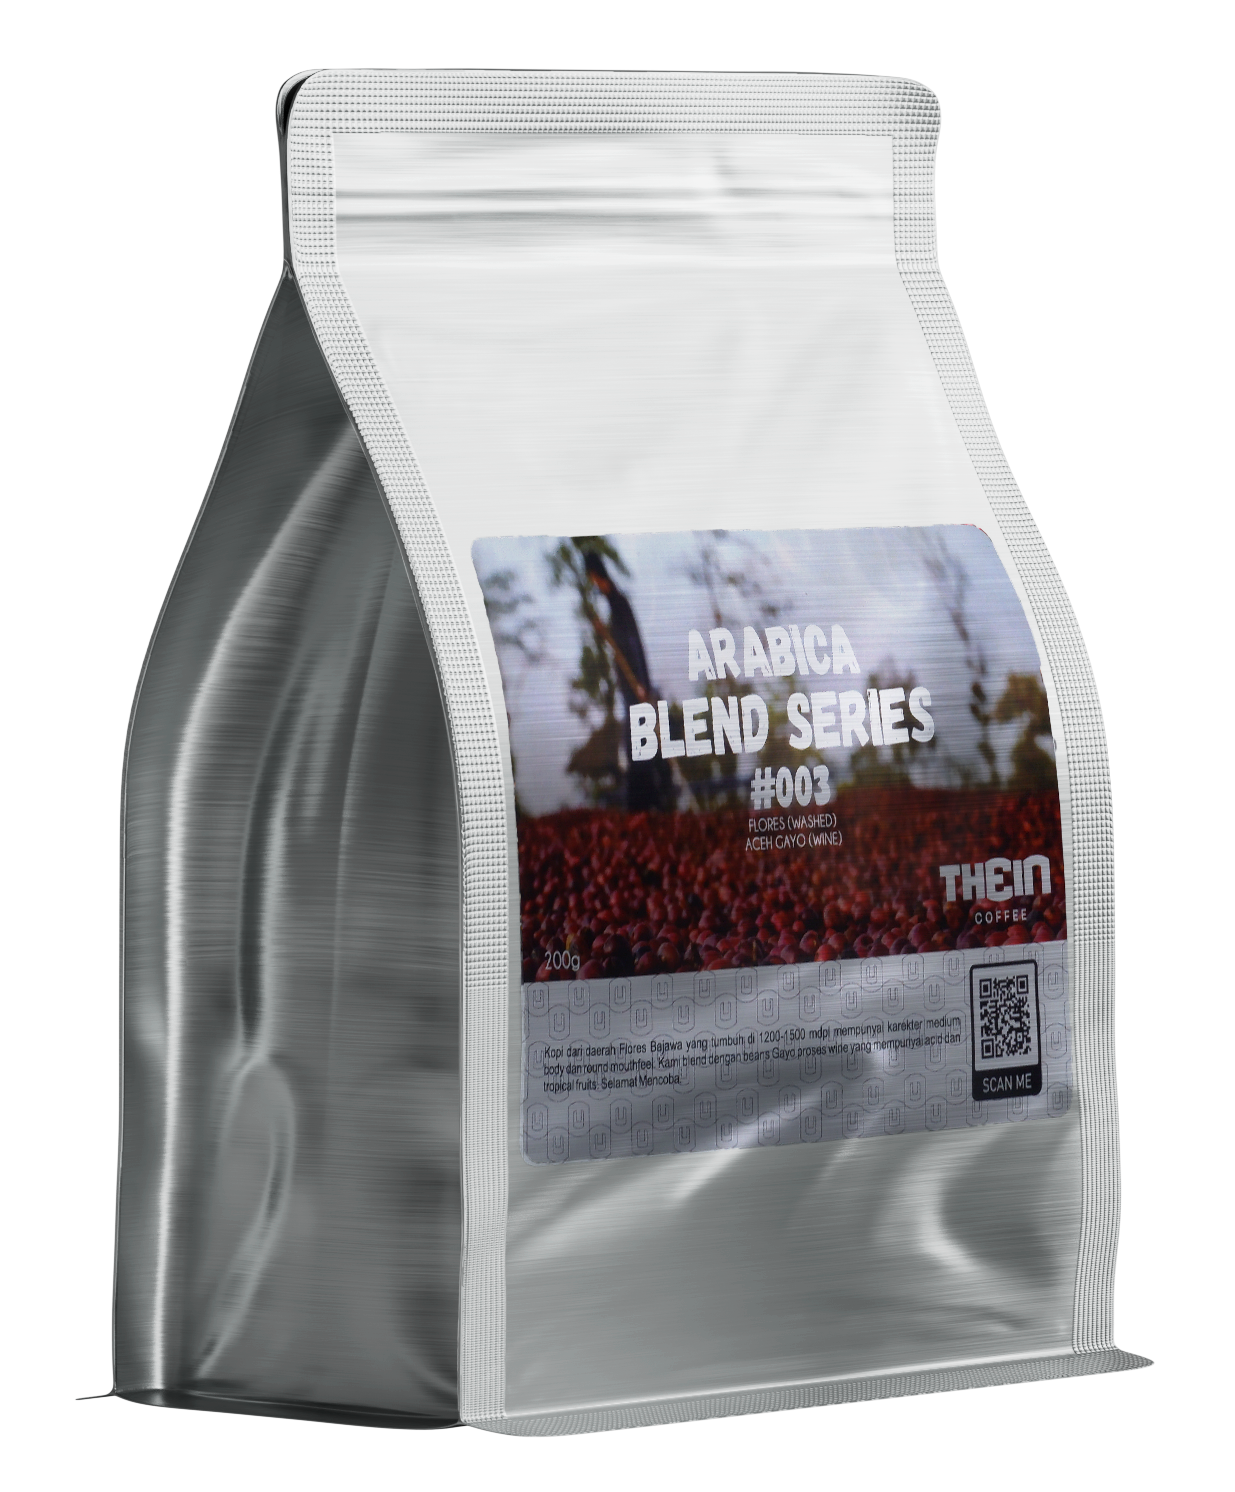 ARABICA
BLEND SERIES
#003
FLORES (WASHED)
ACEH GAYO (WINE)
THEIN
COFFEE
200g
Kopi dari daerah Flores Bajawa yang tumbuh di 1200-1500 mdpl mempunyai karekter medium
body dan round mouthfeel. Kami blend dengan beans Gayo proses wine yang mempunyai acid dan
tropical fruits. Selamat Mencoba.
SCAN ME